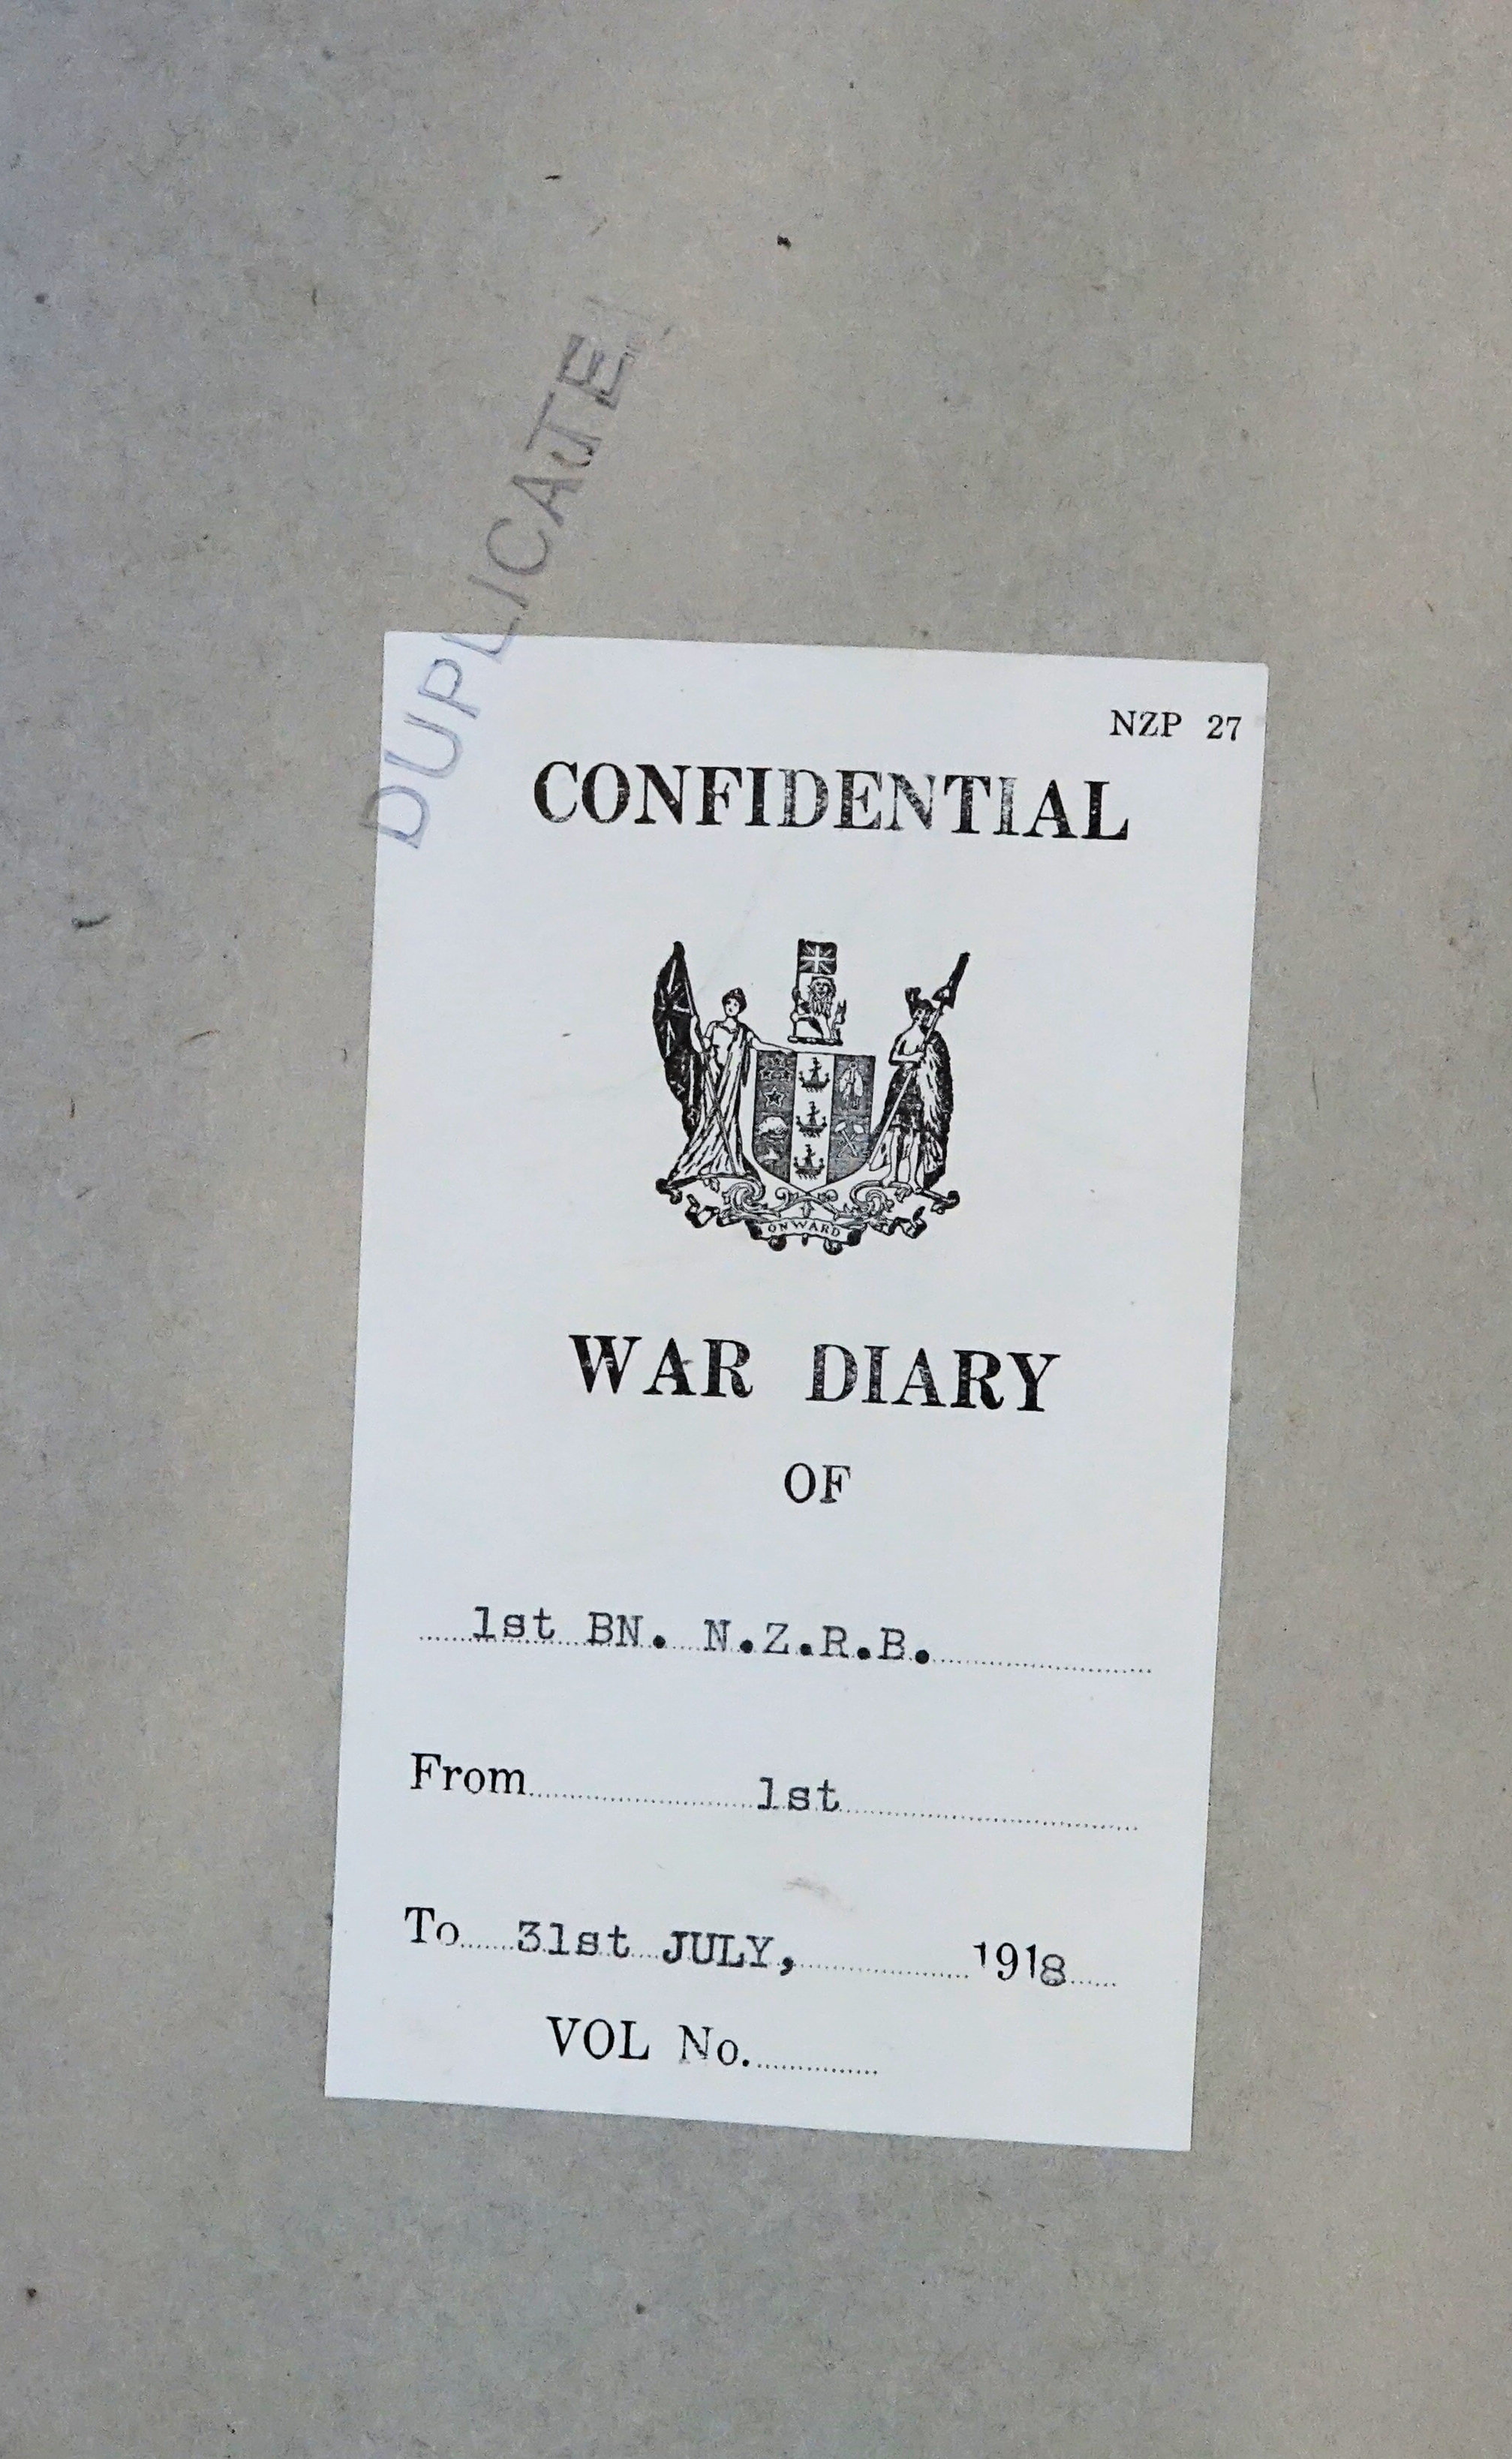 DUPLICATE
NZP 27
CONFIDENTIAL
ONWARD
WAR DIARY
OF
1st BN. N.Z.R.B.
From 1st
To 31st JULY, 1918
VOL No.